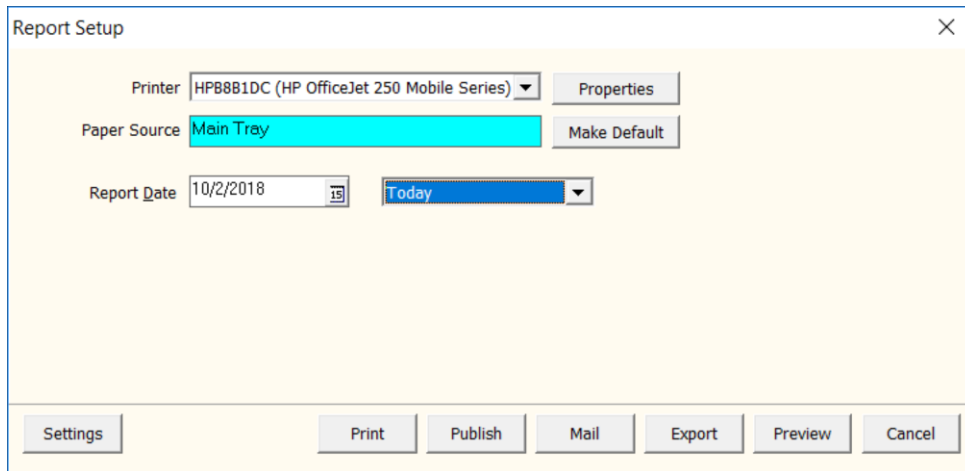 Report Setup
Printer HPB8B1DC (HP OfficeJet 250 Mobile Series) Properties
Paper Source Main Tray Make Default
Report Date 10/2/2018 15 Today
Settings Print Publish Mail Export Preview Cancel